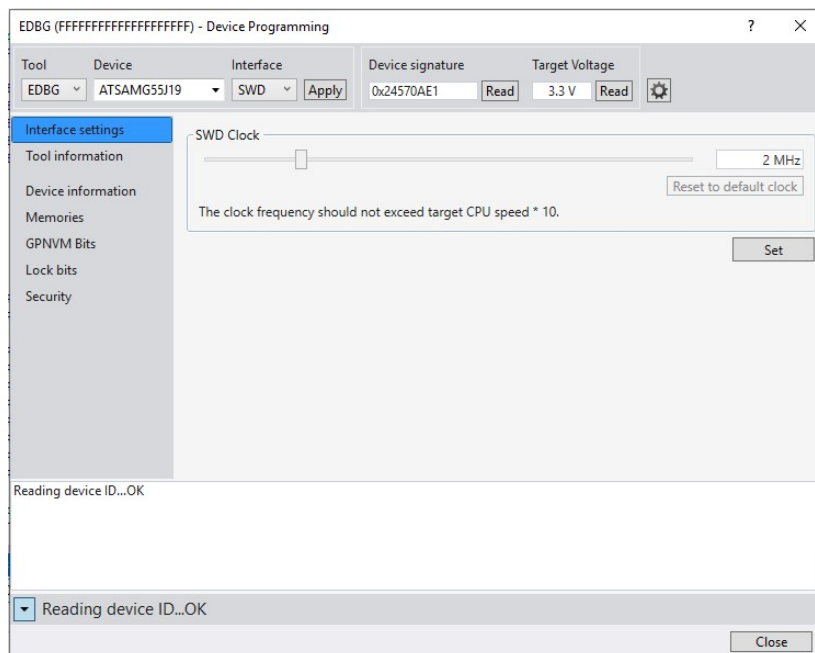 EDBG (FFFFFFFFFFFFFFFFFFFF) - Device Programming
Tool Device Interface Device signature Target Voltage
EDBG ATSAMG55J19 SWD Apply 0x24570AE1 Read 3.3 V Read
Interface settings
Tool information
Device information
Memories
GPNVM Bits
Lock bits
Security
SWD Clock
2 MHz
Reset to default clock
The clock frequency should not exceed target CPU speed * 10.
Set
Reading device ID...OK
Reading device ID...OK
Close